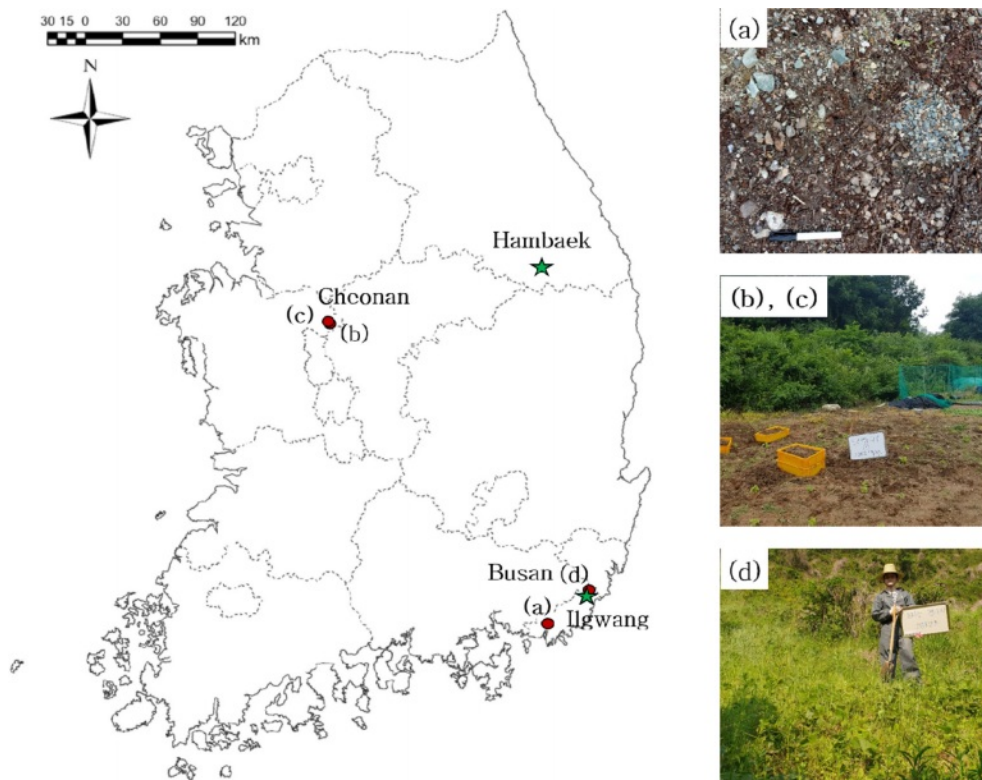 30 15 0 30 60 90 120
km
N
Hambaek
Cheonan
(c)
(b)
Busan (d)
(a)
Ilgwang
(a)
(b), (c)
(d)